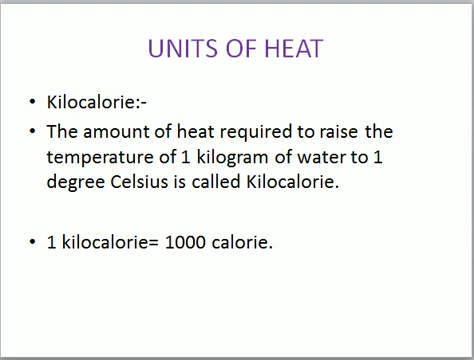 UNITS OF HEAT
• Kilocalorie:-
• The amount of heat required to raise the
temperature of 1 kilogram of water to 1
degree Celsius is called Kilocalorie.
• 1 kilocalorie= 1000 calorie.